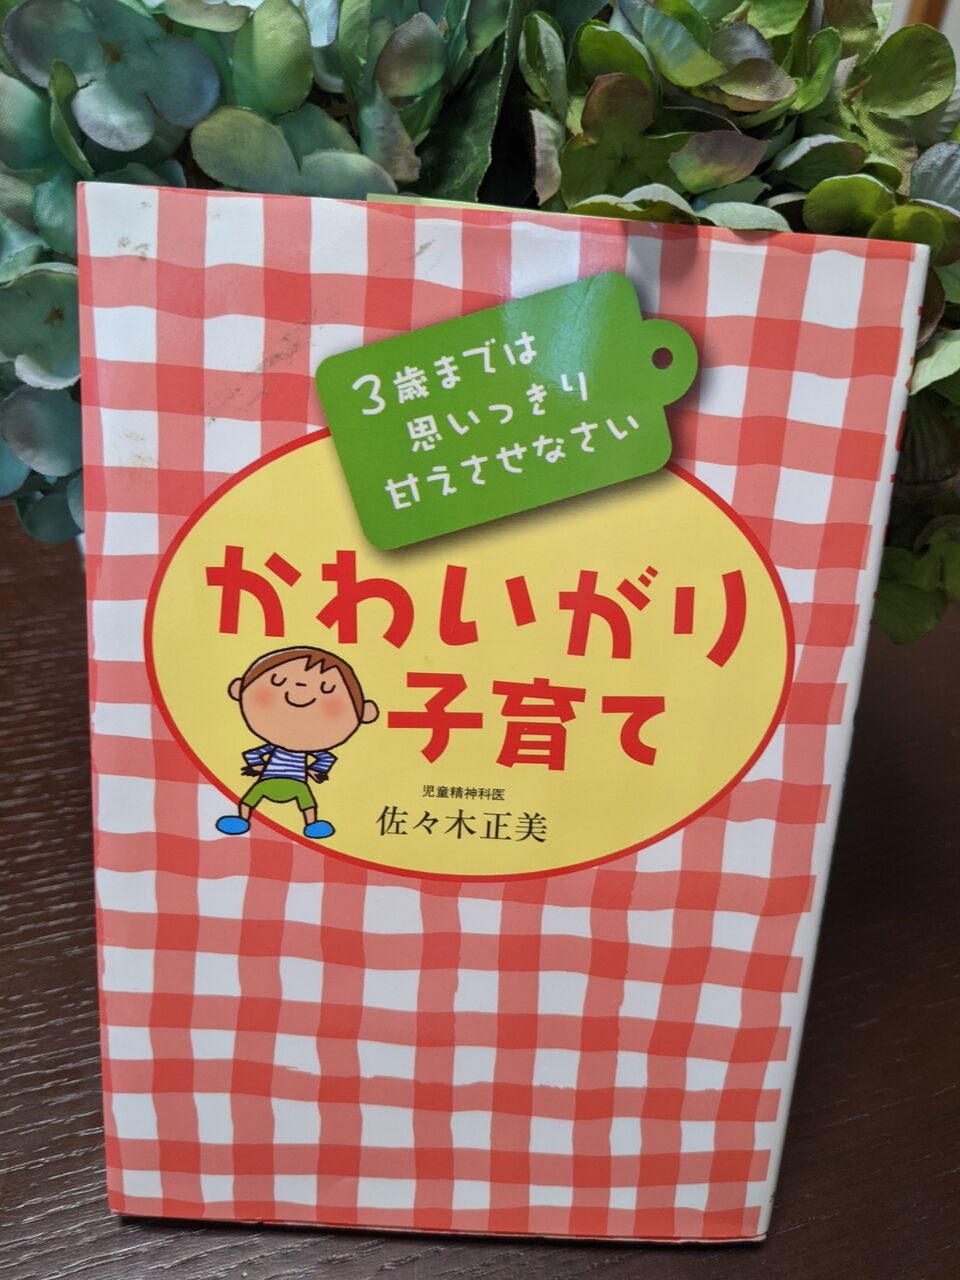 3歳までは
思いっきり
甘えさせなさい
かわいがり
子育て
児童精神科医
佐々木正美